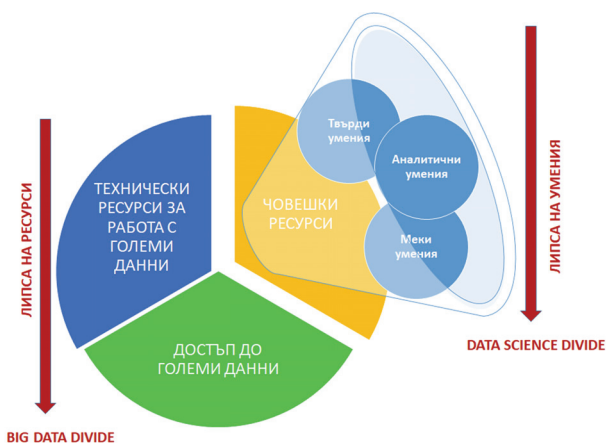 ЛИПСА НА РЕСУРСИ
BIG DATA DIVIDE
ТЕХНИЧЕСКИ
РЕСУРСИ ЗА
РАБОТА С
ГОЛЕМИ
ДАННИ
ДОСТЪП ДО
ГОЛЕМИ ДАННИ
ЧОВЕШКИ
РЕСУРСИ
Твърди
умения
Аналитични
умения
Меки
умения
ЛИПСА НА УМЕНИЯ
DATA SCIENCE DIVIDE